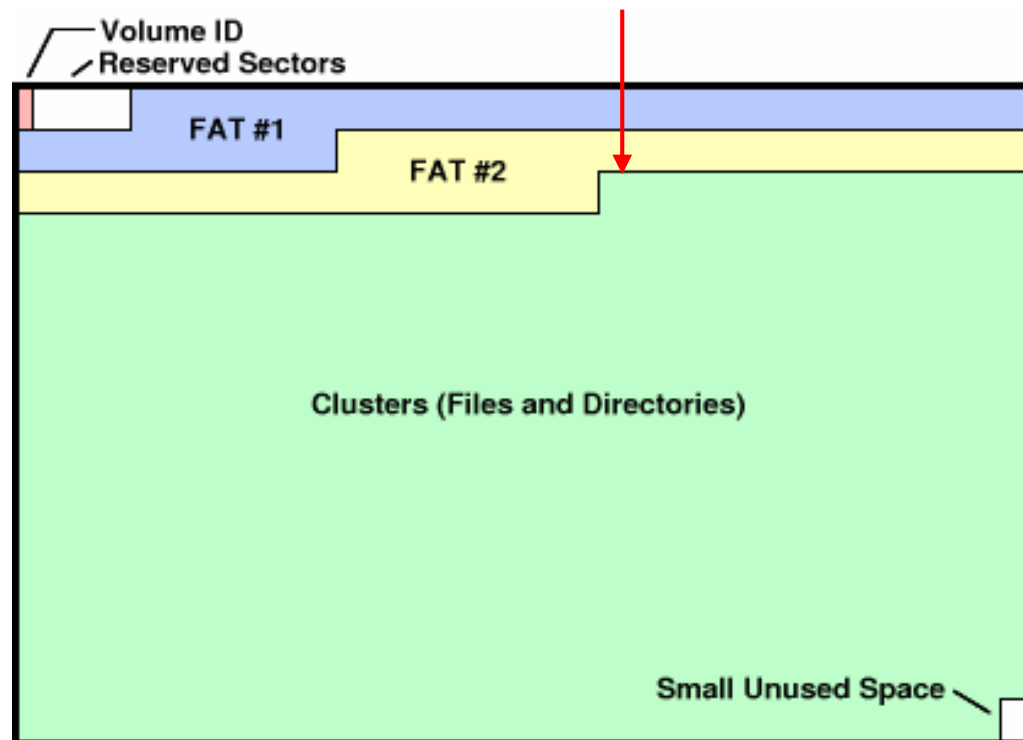 Volume ID
Reserved Sectors
FAT #1
FAT #2
Clusters (Files and Directories)
Small Unused Space